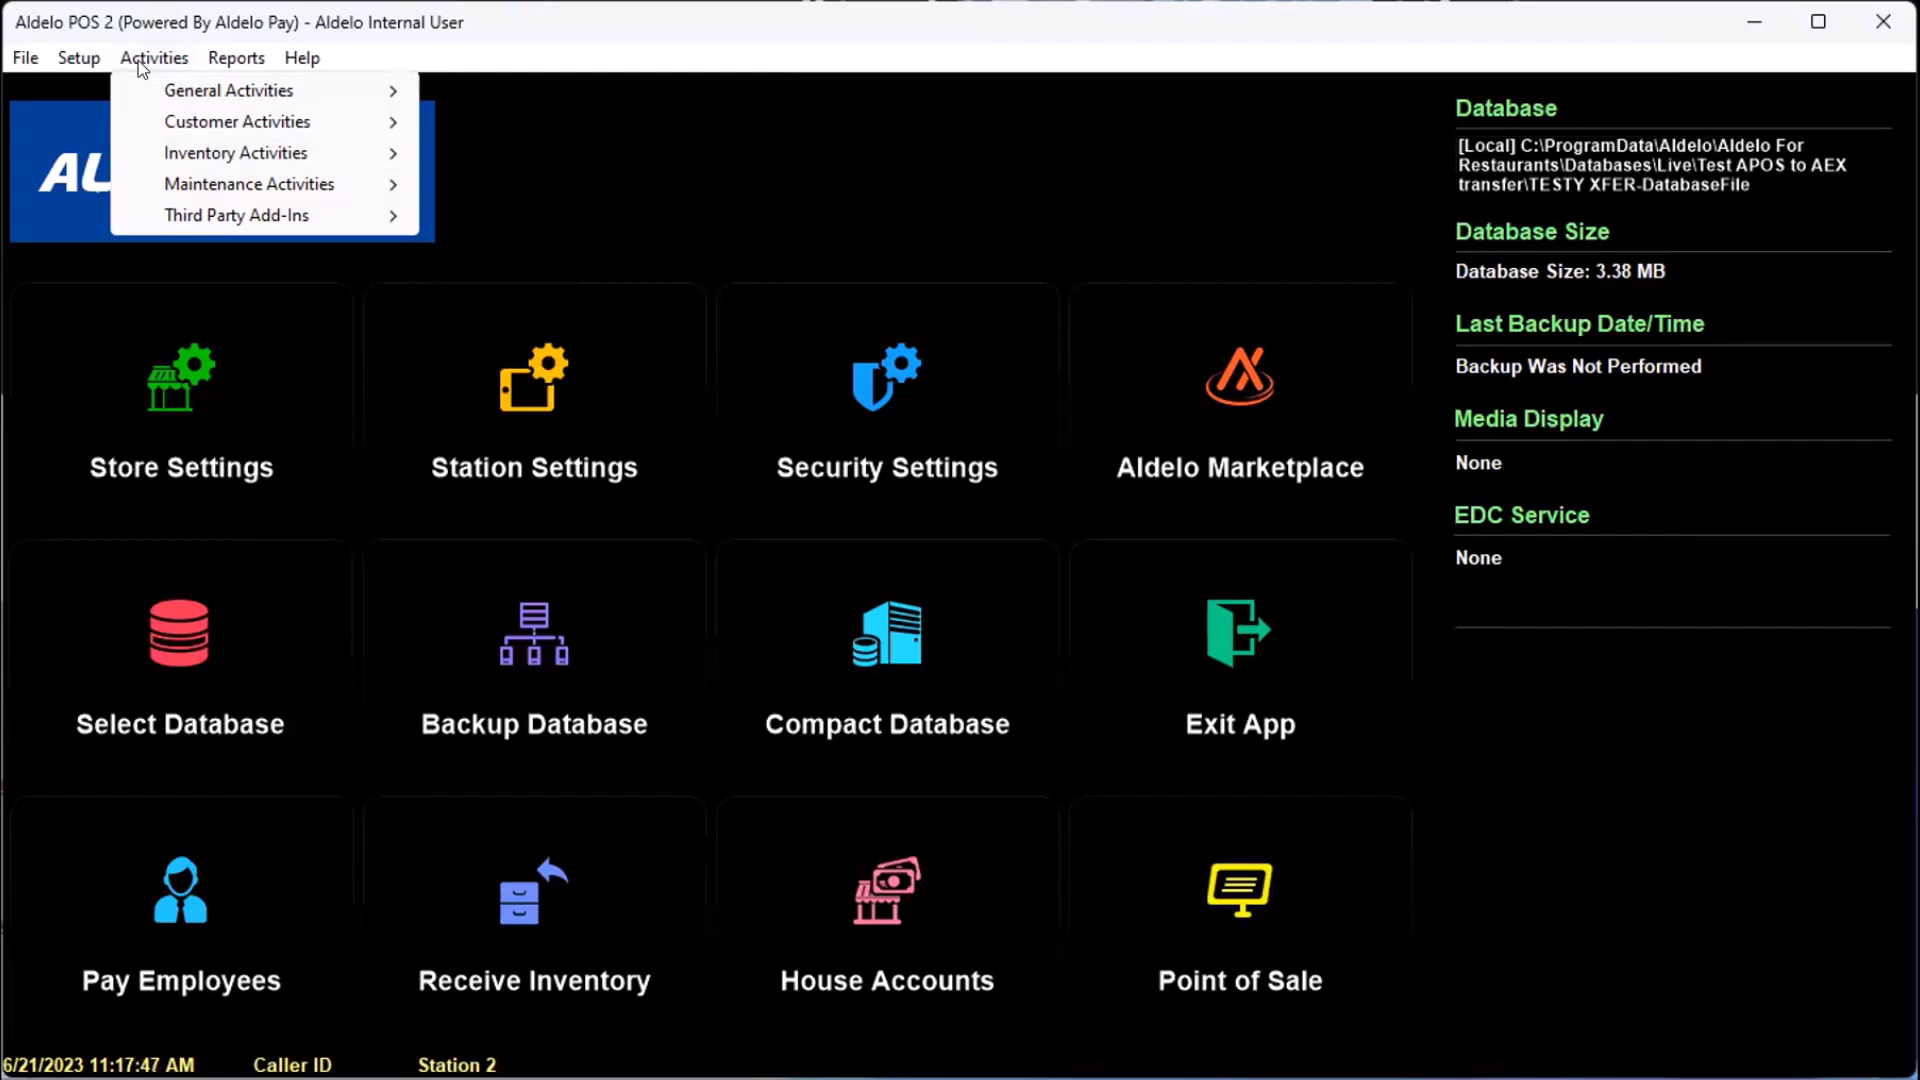 Aldelo POS 2 (Powered By Aldelo Pay) - Aldelo Internal User
File Setup Activities Reports Help
General Activities
Customer Activities
Inventory Activities
Maintenance Activities
Third Party Add-Ins
AL
Store Settings
Station Settings
Security Settings
Aldelo Marketplace
Select Database
Backup Database
Compact Database
Exit App
Pay Employees
Receive Inventory
House Accounts
Point of Sale
Database
[Local] C:\ProgramData\Aldelo\Aldelo For
Restaurants\Databases\Live\Test APOS to AEX
transfer\TESTY XFER-DatabaseFile
Database Size
Database Size: 3.38 MB
Last Backup Date/Time
Backup Was Not Performed
Media Display
None
EDC Service
None
6/21/2023 11:17:47 AM Caller ID Station 2